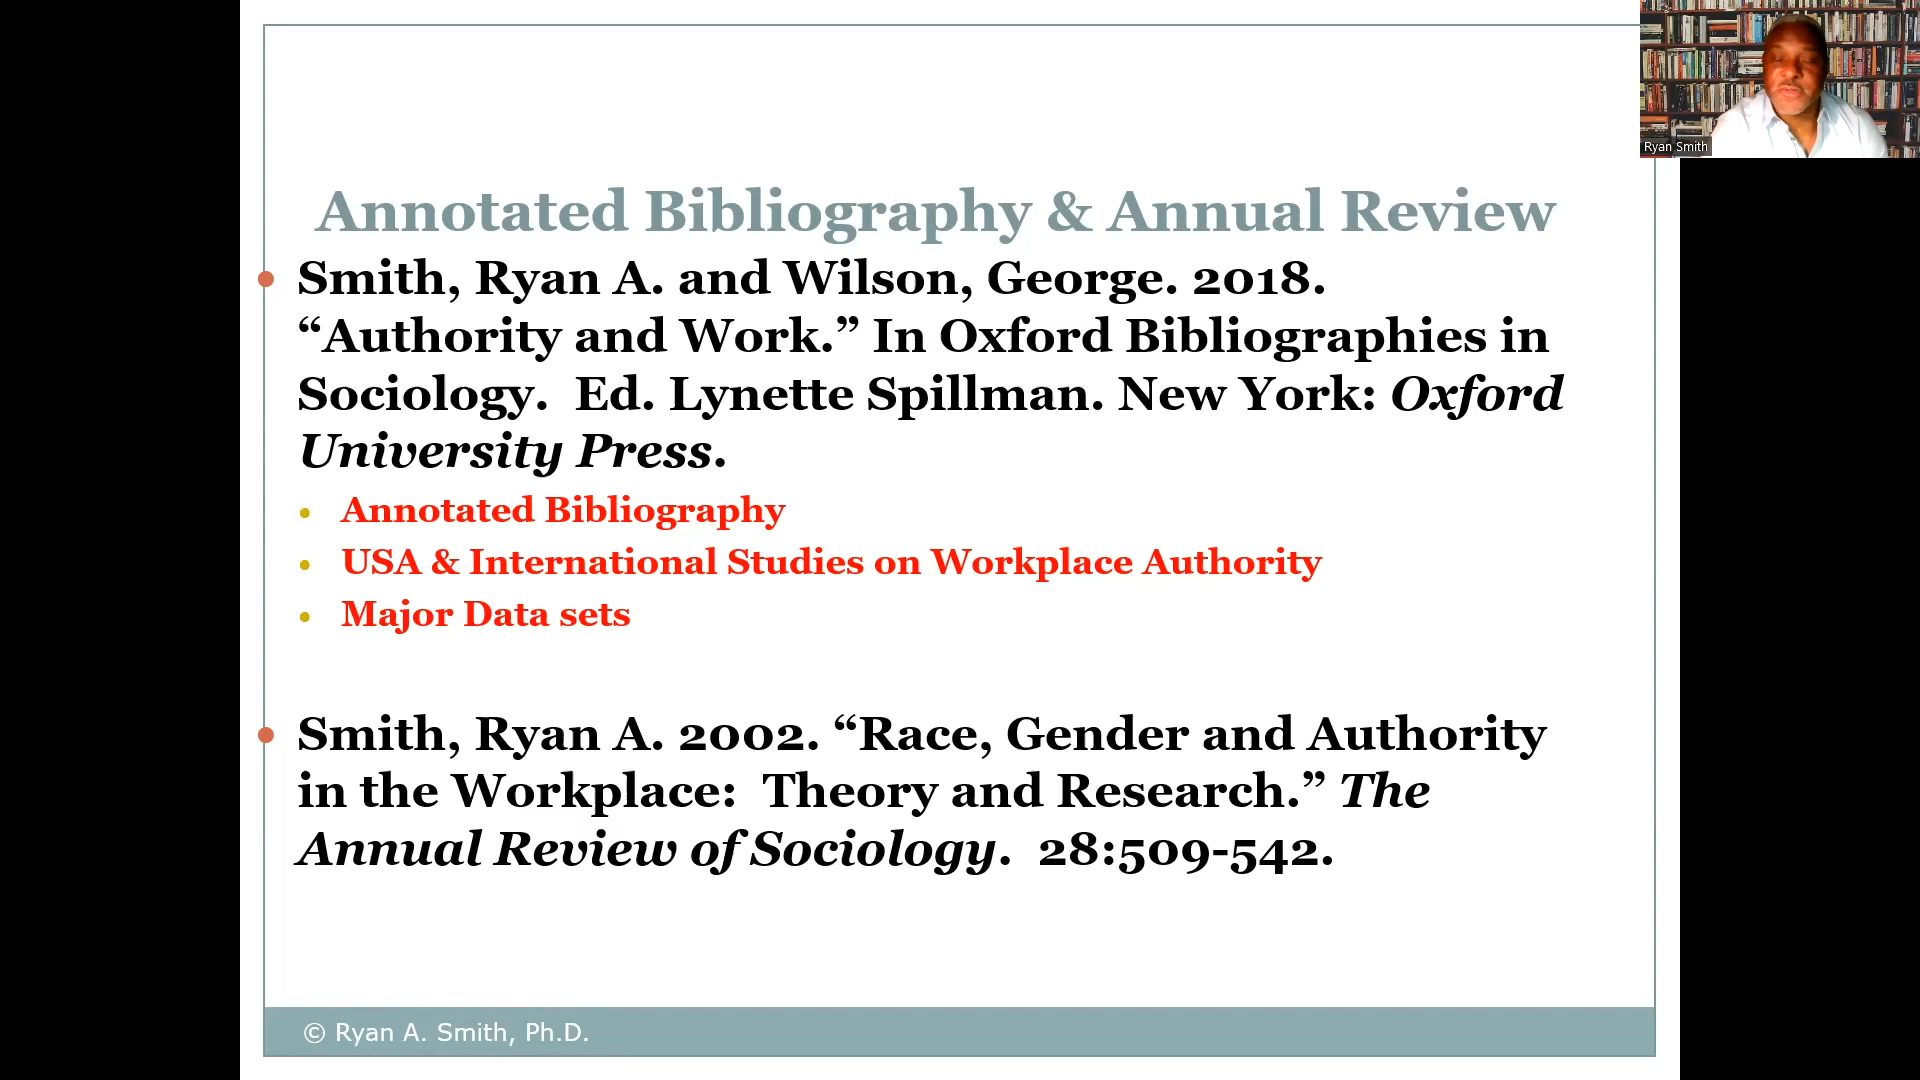 Ryan Smith
Annotated Bibliography & Annual Review
Smith, Ryan A. and Wilson, George. 2018.
“Authority and Work.” In Oxford Bibliographies in
Sociology. Ed. Lynette Spillman. New York: Oxford
University Press.
Annotated Bibliography
USA & International Studies on Workplace Authority
Major Data sets
Smith, Ryan A. 2002. “Race, Gender and Authority
in the Workplace: Theory and Research.” The
Annual Review of Sociology. 28:509-542.
© Ryan A. Smith, Ph.D.